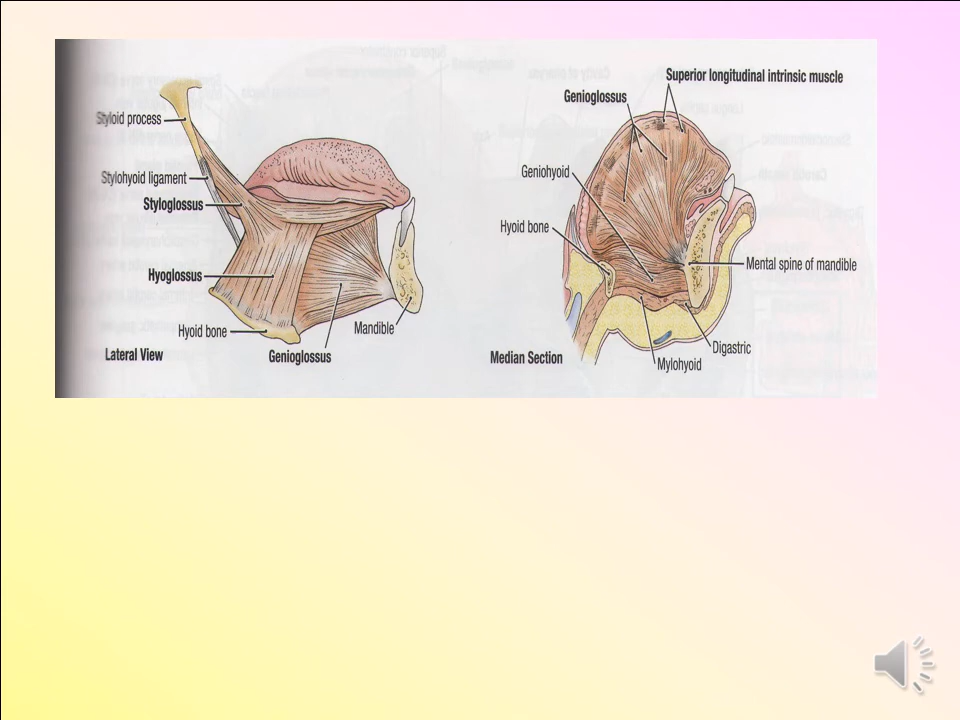 Styloid process
Stylohyoid ligament
Styloglossus
Hyoglossus
Hyoid bone
Lateral View
Genioglossus
Mandible
Superior longitudinal intrinsic muscle
Genioglossus
Geniohyoid
Hyoid bone
Mental spine of mandible
Median Section
Digastric
Mylohyoid